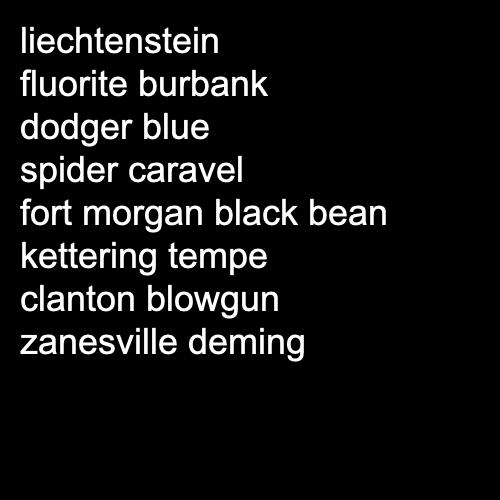 liechtenstein
fluorite burbank
dodger blue
spider caravel
fort morgan black bean
kettering tempe
clanton blowgun
zanesville deming